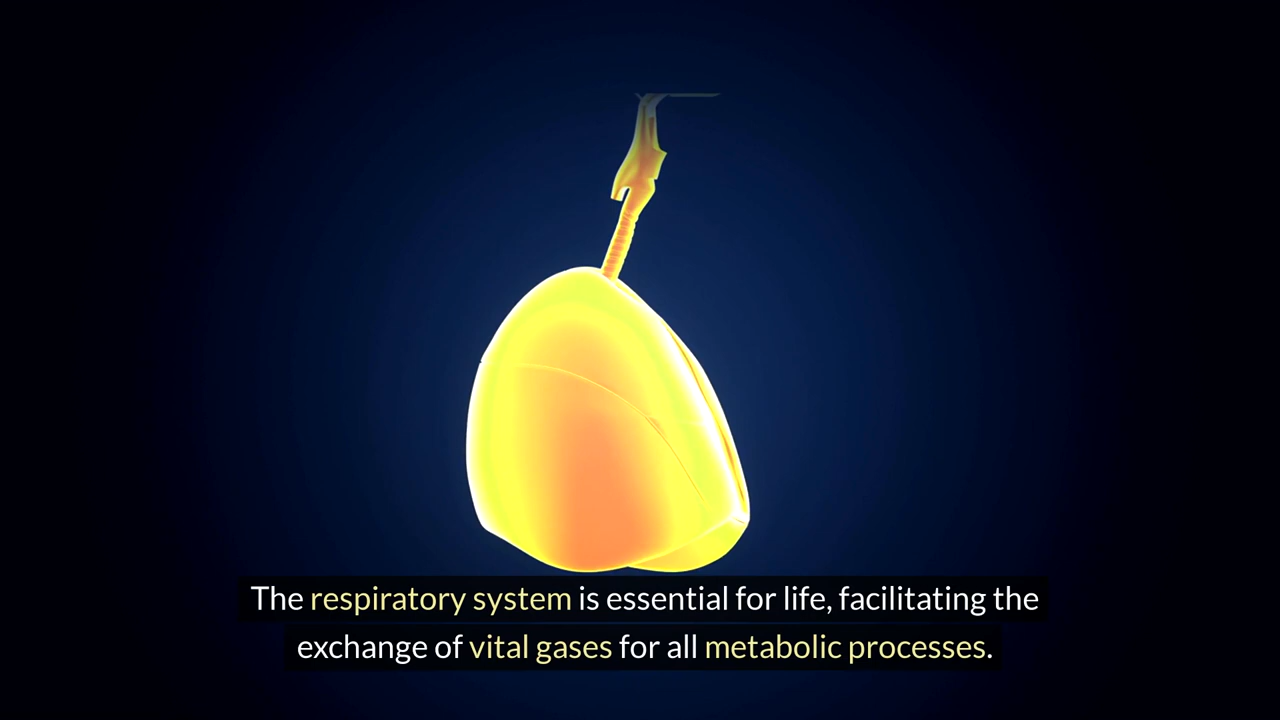 The respiratory system is essential for life, facilitating the
exchange of vital gases for all metabolic processes.